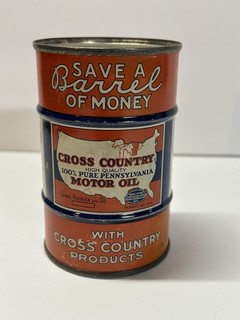 SAVE A
Barrel
OF MONEY
CROSS COUNTRY
HIGH QUALITY
100% PURE PENNSYLVANIA
MOTOR OIL
WITH
CROSS COUNTRY
PRODUCTS